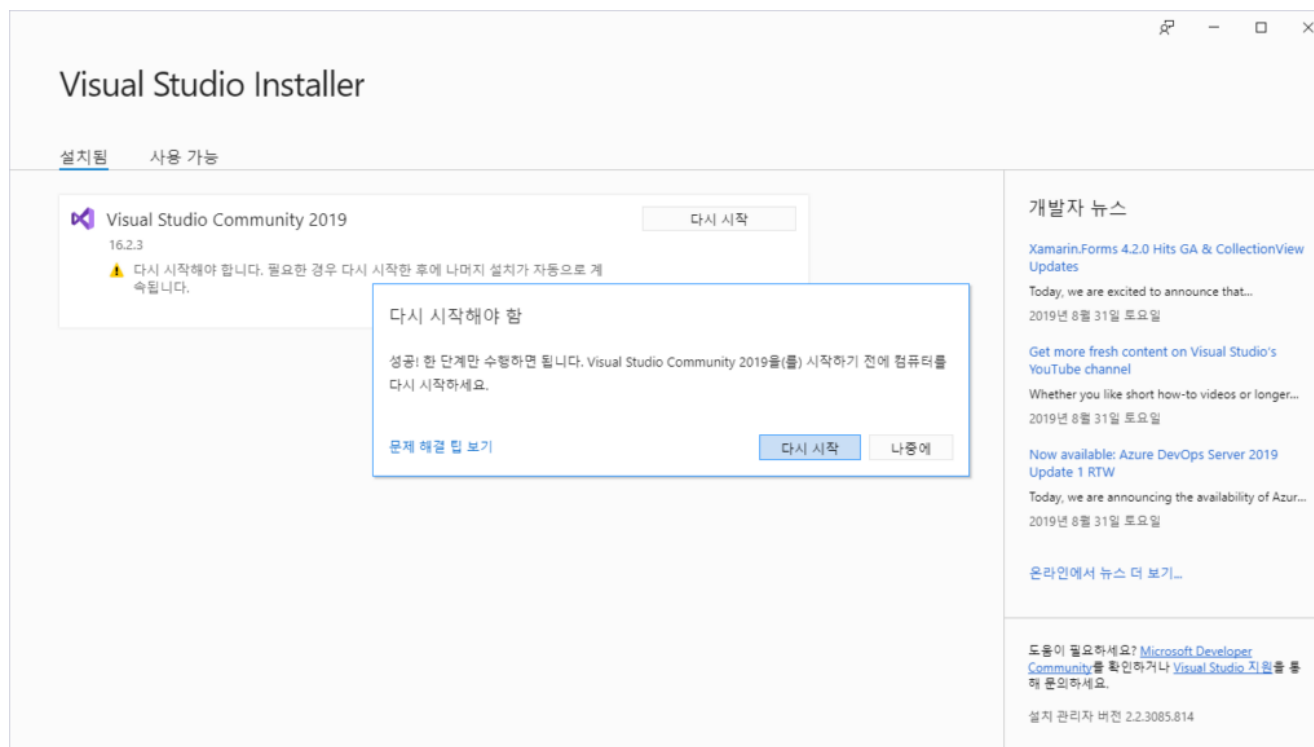 Visual Studio Installer
설치됨 사용 가능
Visual Studio Community 2019
다시 시작
16.2.3
다시 시작해야 합니다. 필요한 경우 다시 시작한 후에 나머지 설치가 자동으로 계
속됩니다.
다시 시작해야 함
성공! 한 단계만 수행하면 됩니다. Visual Studio Community 2019을(를) 시작하기 전에 컴퓨터를
다시 시작하세요.
문제 해결 팁 보기
다시 시작
나중에
개발자 뉴스
Xamarin.Forms 4.2.0 Hits GA & CollectionView
Updates
Today, we are excited to announce that...
2019년 8월 31일 토요일
Get more fresh content on Visual Studio's
YouTube channel
Whether you like short how-to videos or longer...
2019년 8월 31일 토요일
Now available: Azure DevOps Server 2019
Update 1 RTW
Today, we are announcing the availability of Azur...
2019년 8월 31일 토요일
온라인에서 뉴스 더 보기...
도움이 필요하세요? Microsoft Developer
Community를 확인하거나 Visual Studio 지원을 통
해 문의하세요.
설치 관리자 버전 2.2.3085.814